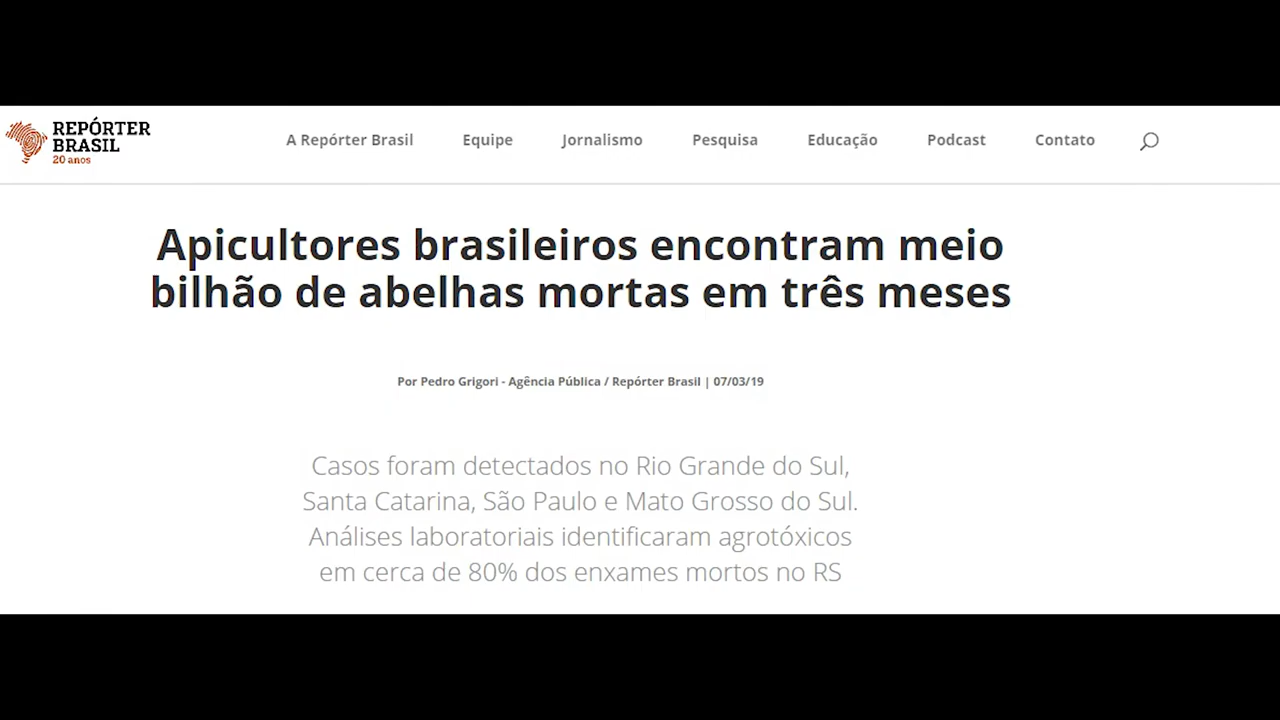 REPÓRTER
BRASIL
20 anos
A Repórter Brasil Equipe Jornalismo Pesquisa Educação Podcast Contato
Apicultores brasileiros encontram meio
bilhão de abelhas mortas em três meses
Por Pedro Grigori - Agência Pública / Repórter Brasil | 07/03/19
Casos foram detectados no Rio Grande do Sul,
Santa Catarina, São Paulo e Mato Grosso do Sul.
Análises laboratoriais identificaram agrotóxicos
em cerca de 80% dos enxames mortos no RS